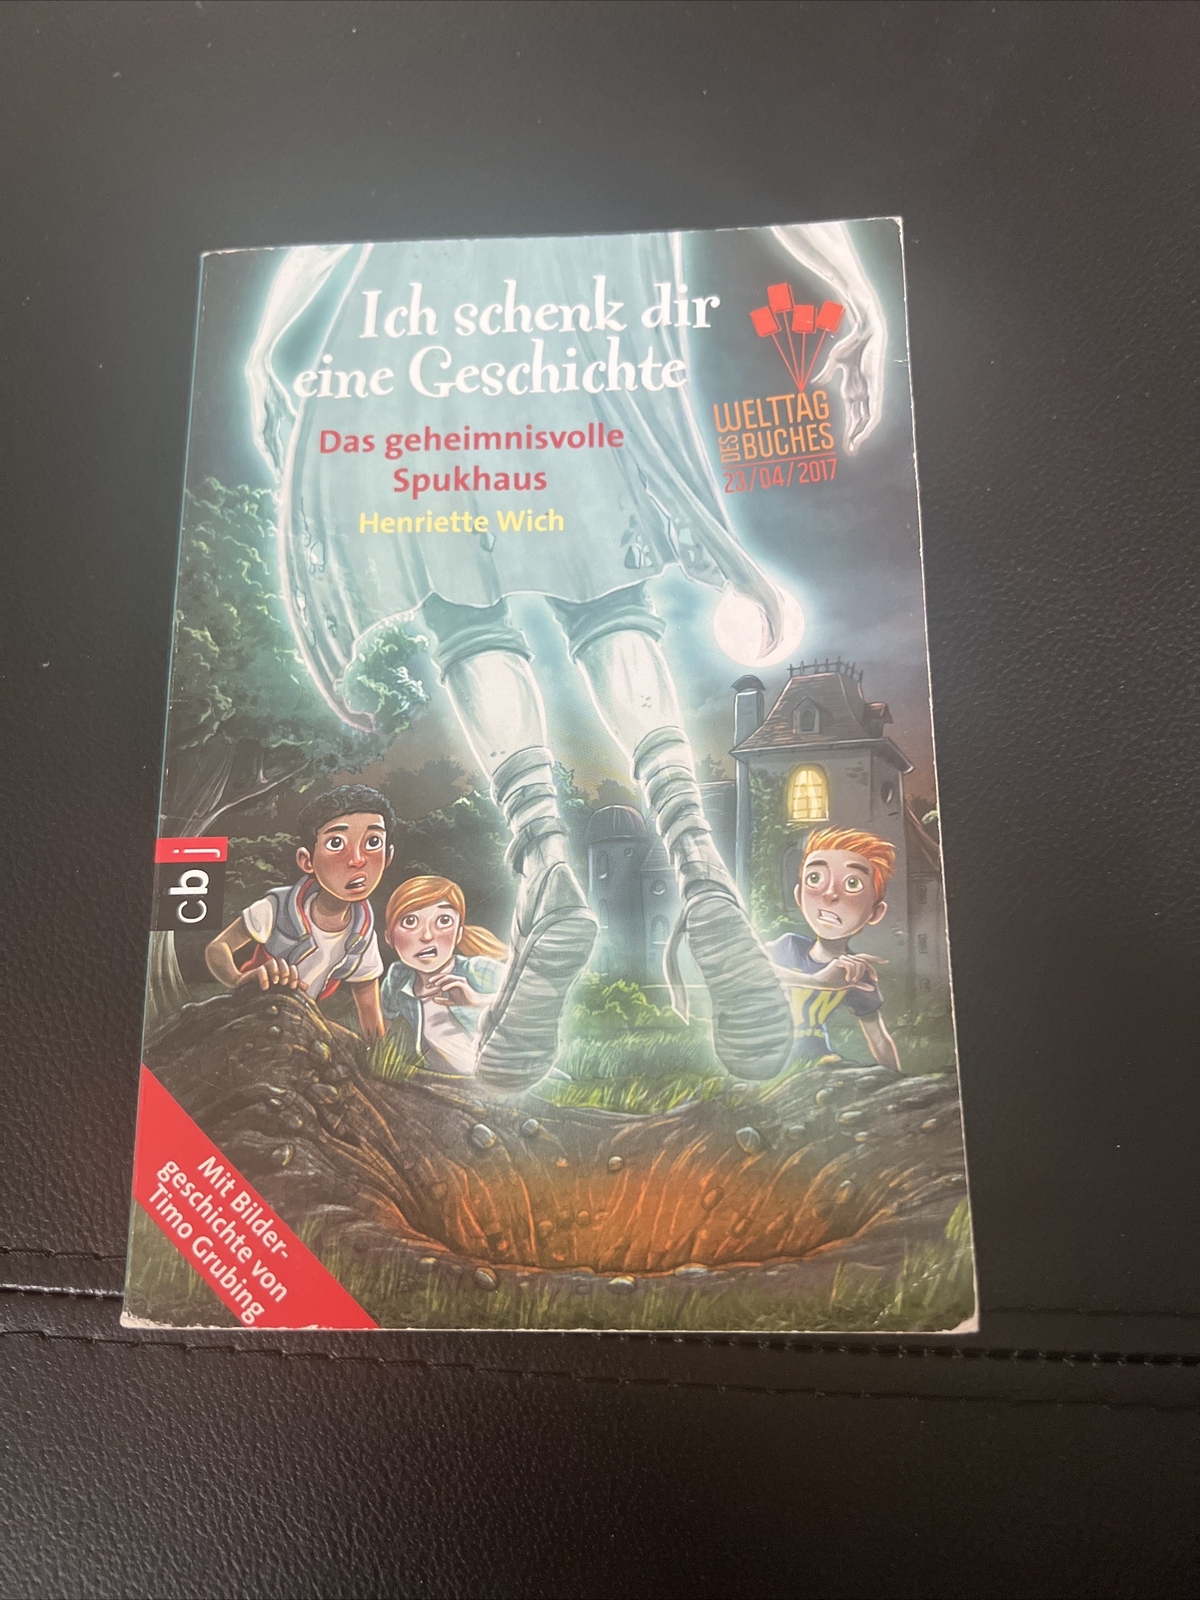 Ich schenk dir
eine Geschichte
Das geheimnisvolle
Spukhaus
Henriette Wich
WELTTAG
DES BUCHES
23/04/2017
cbj
Mit Bilder-
geschichte von
Timo Grubing